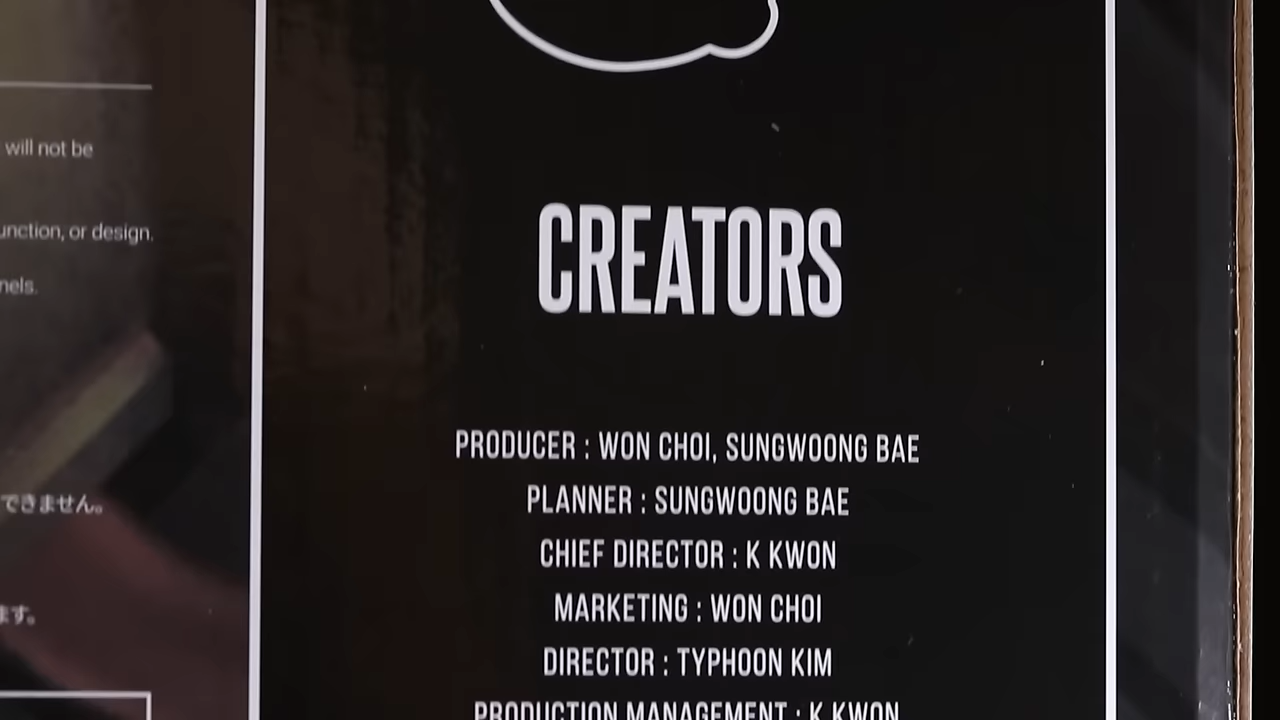 will not be
unction, or design.
nels.
できません。
ます。
CREATORS
PRODUCER : WON CHOI, SUNGWOONG BAE
PLANNER : SUNGWOONG BAE
CHIEF DIRECTOR : K KWON
MARKETING : WON CHOI
DIRECTOR : TYPHOON KIM
PRODUCTION MANAGEMENT : K KWON